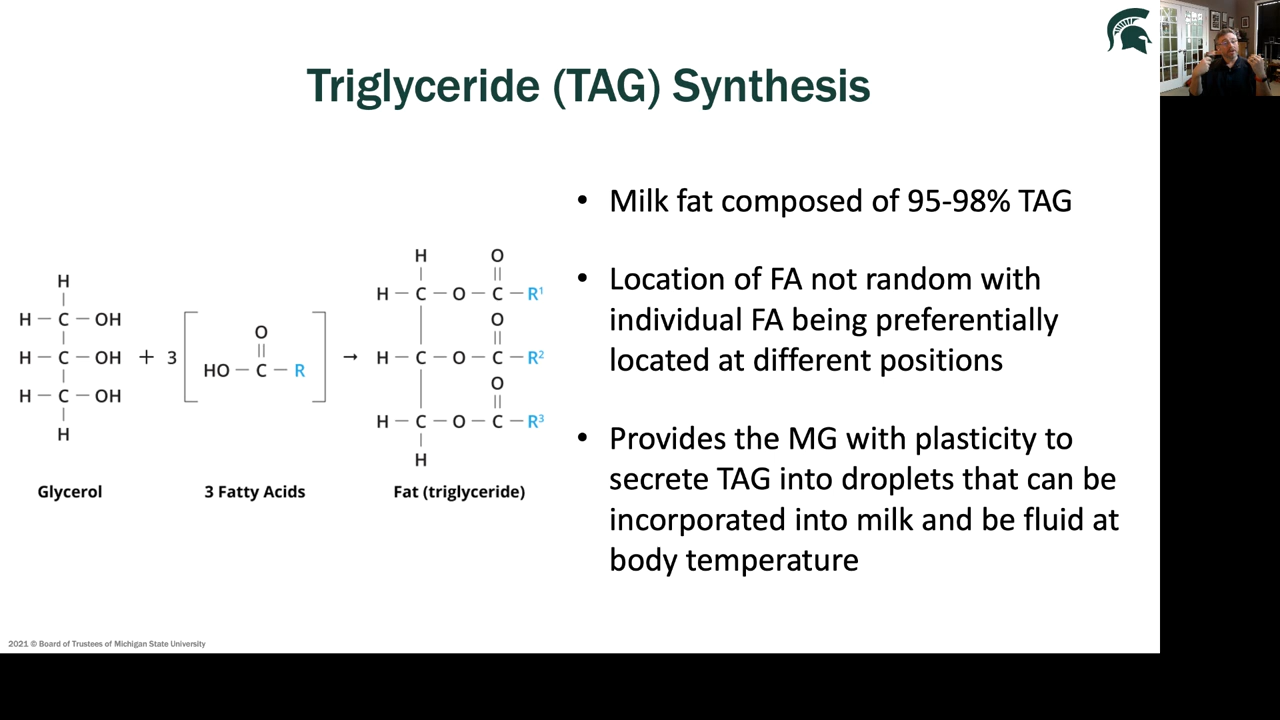 Triglyceride (TAG) Synthesis
• Milk fat composed of 95-98% TAG
• Location of FA not random with
individual FA being preferentially
located at different positions
• Provides the MG with plasticity to
secrete TAG into droplets that can be
incorporated into milk and be fluid at
body temperature
H
H — C — OH
H — C — OH
H — C — OH
H
+ 3
O
HO — C — R
→
H O
H — C — O — C — R¹
O
H — C — O — C — R²
O
H — C — O — C — R³
H
Glycerol
3 Fatty Acids
Fat (triglyceride)
2021 © Board of Trustees of Michigan State University